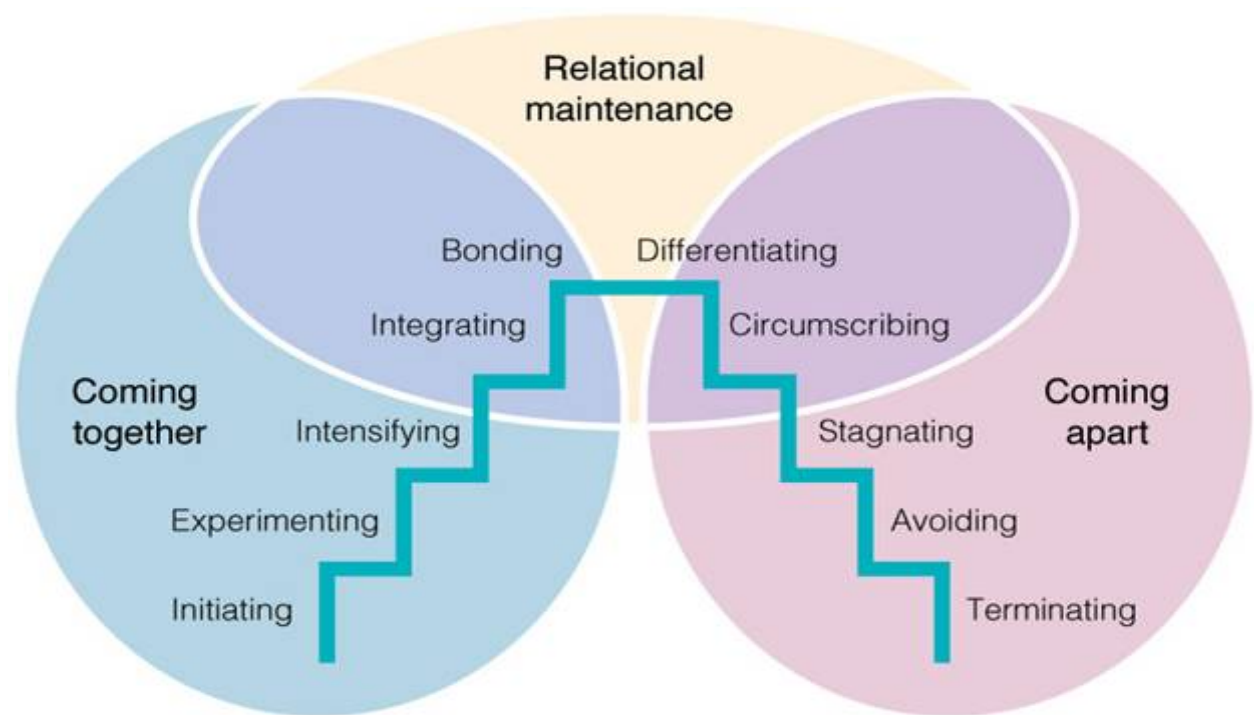 Relational
maintenance
Bonding
Differentiating
Integrating
Circumscribing
Coming
together
Coming
apart
Intensifying
Stagnating
Experimenting
Avoiding
Initiating
Terminating